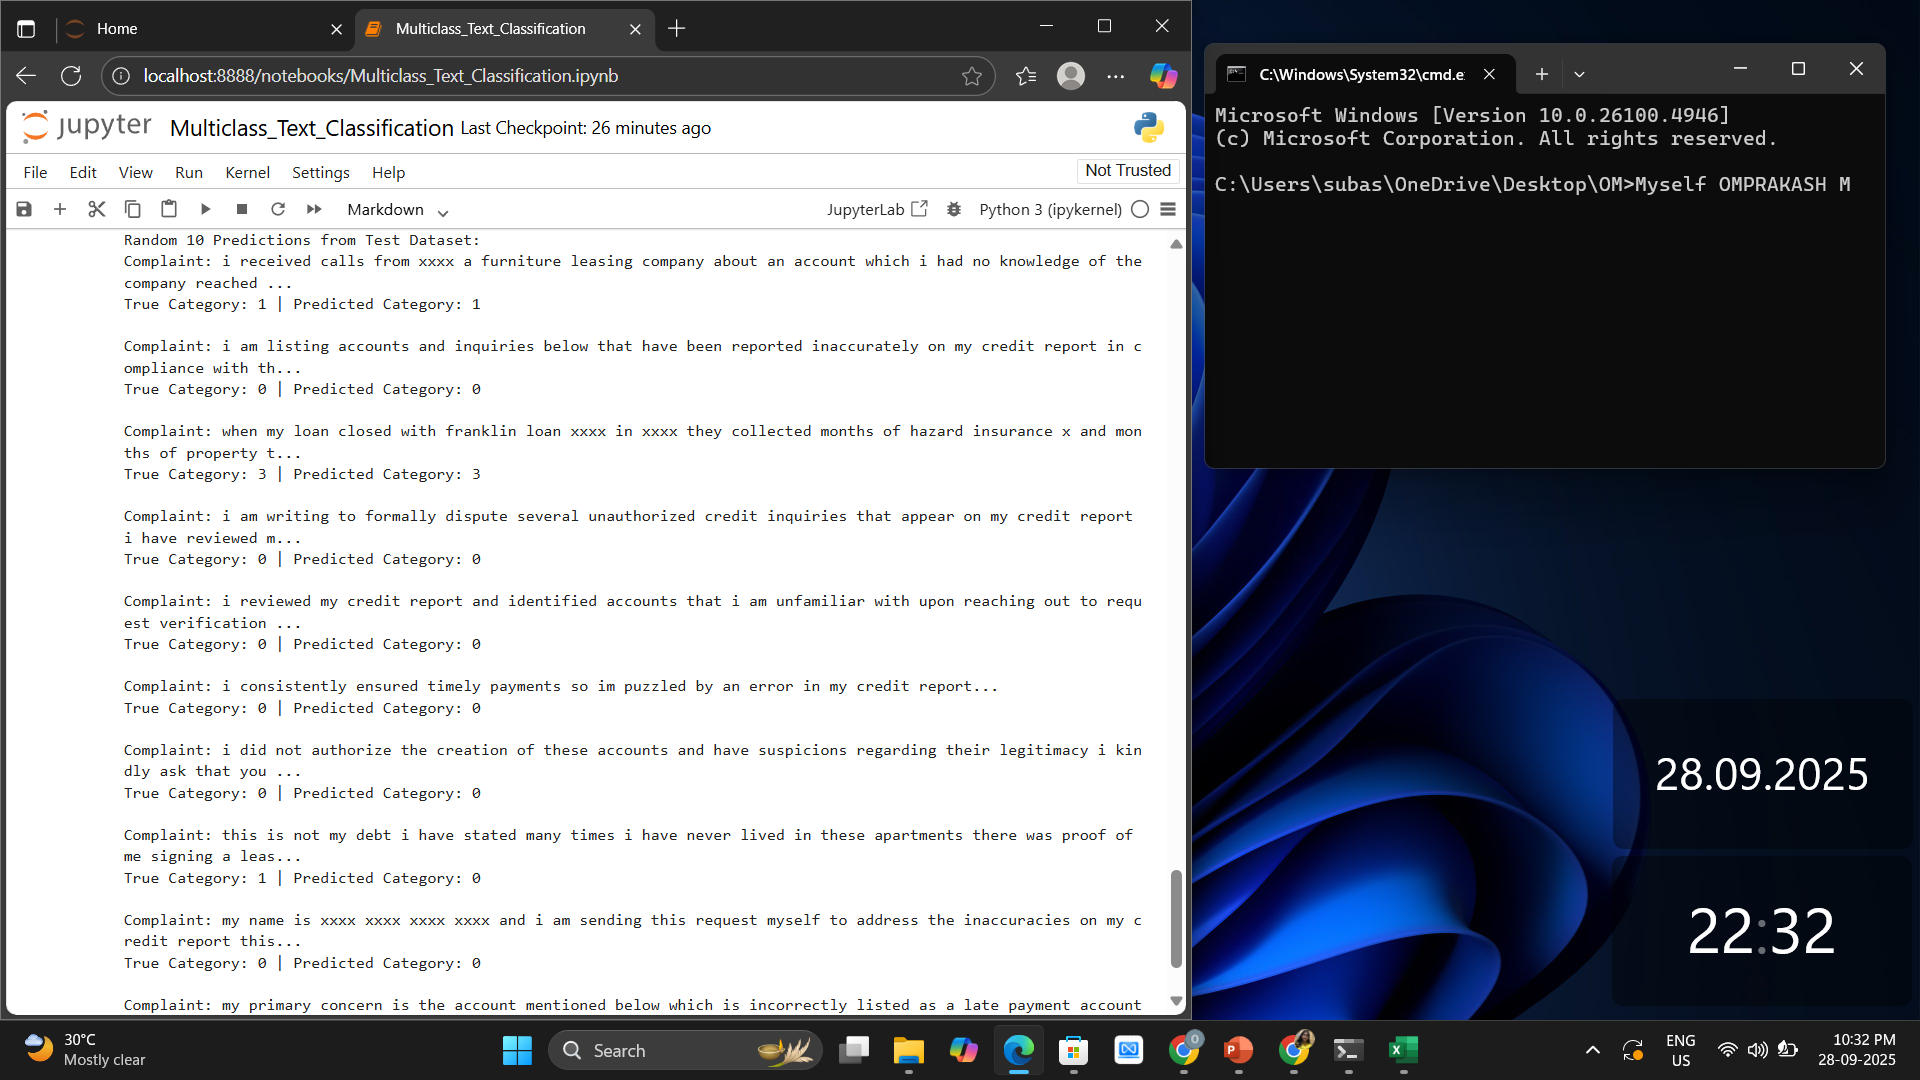 Home
Multiclass_Text_Classification
localhost:8888/notebooks/Multiclass_Text_Classification.ipynb
jupyter Multiclass_Text_Classification Last Checkpoint: 26 minutes ago
File Edit View Run Kernel Settings Help Not Trusted
Markdown JupyterLab Python 3 (ipykernel)
Random 10 Predictions from Test Dataset:
Complaint: i received calls from xxxx a furniture leasing company about an account which i had no knowledge of the
company reached ...
True Category: 1 | Predicted Category: 1
Complaint: i am listing accounts and inquiries below that have been reported inaccurately on my credit report in c
ompliance with th...
True Category: 0 | Predicted Category: 0
Complaint: when my loan closed with franklin loan xxxx in xxxx they collected months of hazard insurance x and mon
ths of property t...
True Category: 3 | Predicted Category: 3
Complaint: i am writing to formally dispute several unauthorized credit inquiries that appear on my credit report
i have reviewed m...
True Category: 0 | Predicted Category: 0
Complaint: i reviewed my credit report and identified accounts that i am unfamiliar with upon reaching out to requ
est verification ...
True Category: 0 | Predicted Category: 0
Complaint: i consistently ensured timely payments so im puzzled by an error in my credit report...
True Category: 0 | Predicted Category: 0
Complaint: i did not authorize the creation of these accounts and have suspicions regarding their legitimacy i kin
dly ask that you ...
True Category: 0 | Predicted Category: 0
Complaint: this is not my debt i have stated many times i have never lived in these apartments there was proof of
me signing a leas...
True Category: 1 | Predicted Category: 0
Complaint: my name is xxxx xxxx xxxx xxxx and i am sending this request myself to address the inaccuracies on my c
redit report this...
True Category: 0 | Predicted Category: 0
Complaint: my primary concern is the account mentioned below which is incorrectly listed as a late payment account
C:\Windows\System32\cmd.e
Microsoft Windows [Version 10.0.26100.4946]
(c) Microsoft Corporation. All rights reserved.
C:\Users\subas\OneDrive\Desktop\OM>Myself OMPRAKASH M
28.09.2025
22:32
30°C
Mostly clear
Search
ENG
US
10:32 PM
28-09-2025